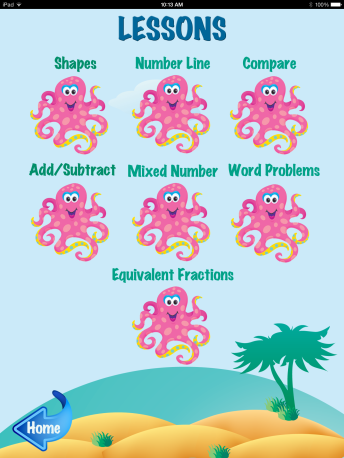 iPad 10:13 AM 100%
LESSONS
Shapes Number Line Compare
Add/Subtract Mixed Number Word Problems
Equivalent Fractions
Home